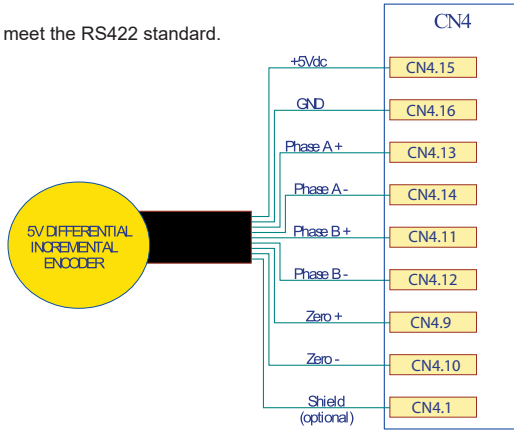 meet the RS422 standard.
CN4
+5Vdc CN4.15
GND CN4.16
Phase A + CN4.13
Phase A - CN4.14
5V DIFFERENTIAL
INCREMENTAL
ENCODER
Phase B + CN4.11
Phase B - CN4.12
Zero + CN4.9
Zero - CN4.10
Shield CN4.1
(optional)